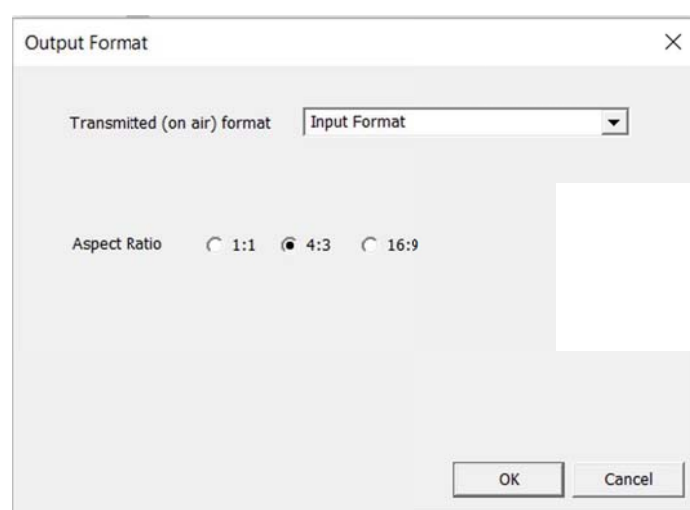 Output Format
Transmitted (on air) format Input Format
Aspect Ratio 1:1 4:3 16:9
OK Cancel